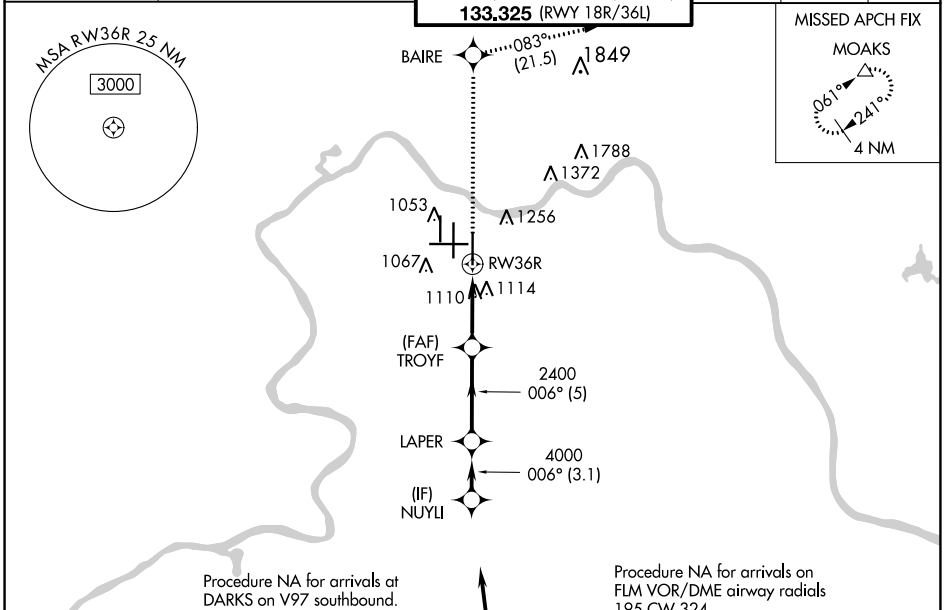 133.325 (RWY 18R/36L)
MSA RW36R 25 NM
3000
BAIRE
083°
(21.5)
1849
MISSED APCH FIX
MOAKS
061°
241°
4 NM
1788
1372
1053
1256
1067
RW36R
1110
1114
(FAF)
TROYF
2400
006° (5)
LAPER
4000
006° (3.1)
(IF)
NUYLI
Procedure NA for arrivals at
DARKS on V97 southbound.
Procedure NA for arrivals on
FLM VOR/DME airway radials
195 CW 324